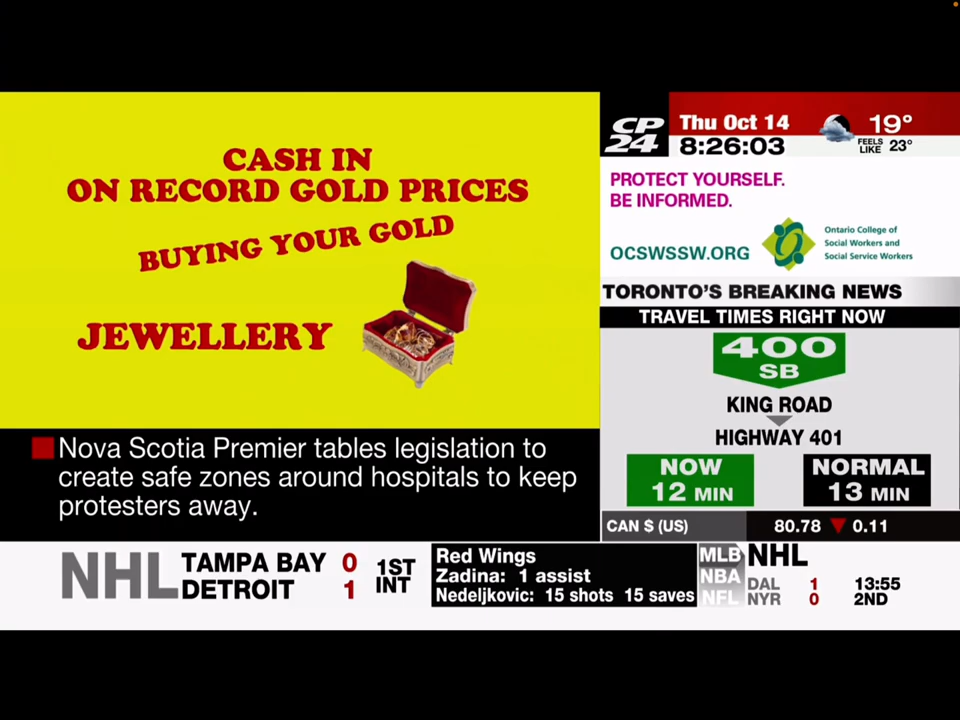 CASH IN
ON RECORD GOLD PRICES
BUYING YOUR GOLD
JEWELLERY
Nova Scotia Premier tables legislation to
create safe zones around hospitals to keep
protesters away.
CP
24
Thu Oct 14
8:26:03
19°
FEELS
LIKE 23°
PROTECT YOURSELF.
BE INFORMED.
OCSWSSW.ORG
Ontario College of
Social Workers and
Social Service Workers
TORONTO'S BREAKING NEWS
TRAVEL TIMES RIGHT NOW
400
SB
KING ROAD
HIGHWAY 401
NOW
12 MIN
NORMAL
13 MIN
CAN $ (US) 80.78 0.11
NHL
TAMPA BAY 0
DETROIT 1
1ST
INT
Red Wings
Zadina: 1 assist
Nedeljkovic: 15 shots 15 saves
MLB
NBA
NFL
NHL
DAL 1 13:55
NYR 0 2ND